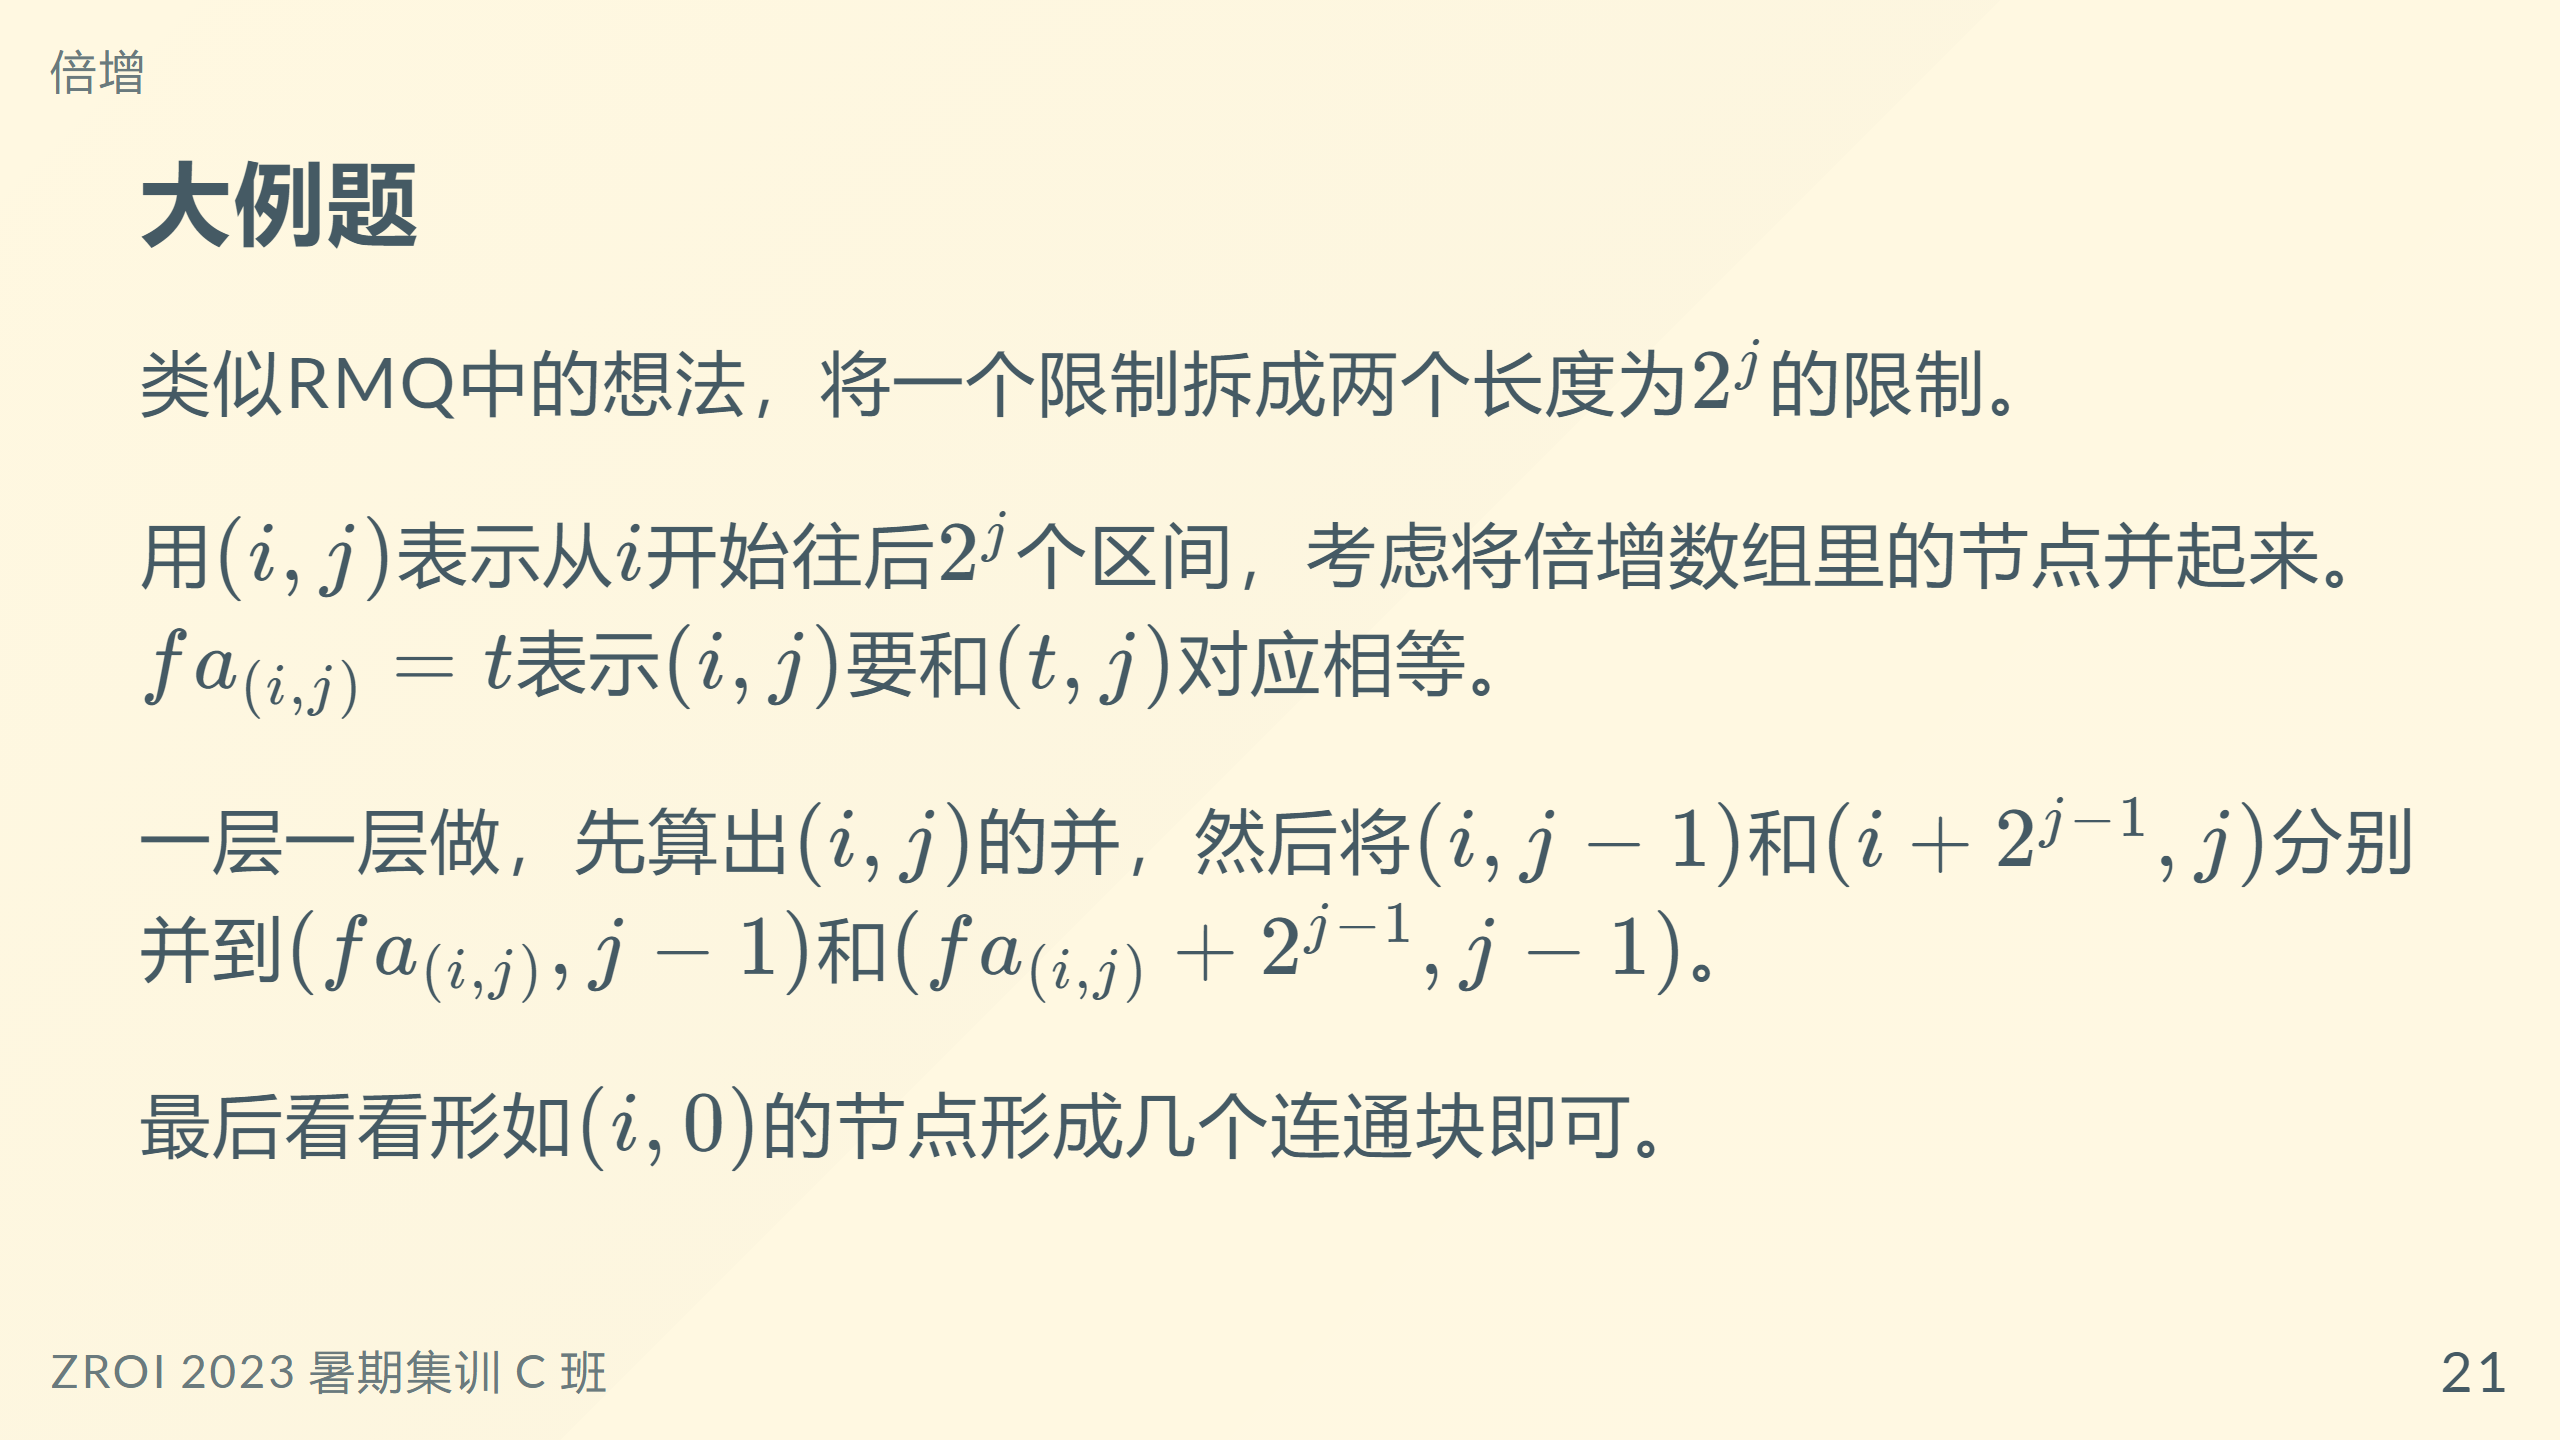 倍增
大例题
类似RMQ中的想法，将一个限制拆成两个长度为$2^j$的限制。
用$(i, j)$表示从$i$开始往后$2^j$个区间，考虑将倍增数组里的节点并起来。
$fa_{(i,j)} = t$表示$(i, j)$要和$(t, j)$对应相等。
一层一层做，先算出$(i, j)$的并，然后将$(i, j - 1)$和$(i + 2^{j-1}, j)$分别
并到$(fa_{(i,j)}, j - 1)$和$(fa_{(i,j)} + 2^{j-1}, j - 1)$。
最后看看形如$(i, 0)$的节点形成几个连通块即可。
ZROI 2023 暑期集训 C 班
21